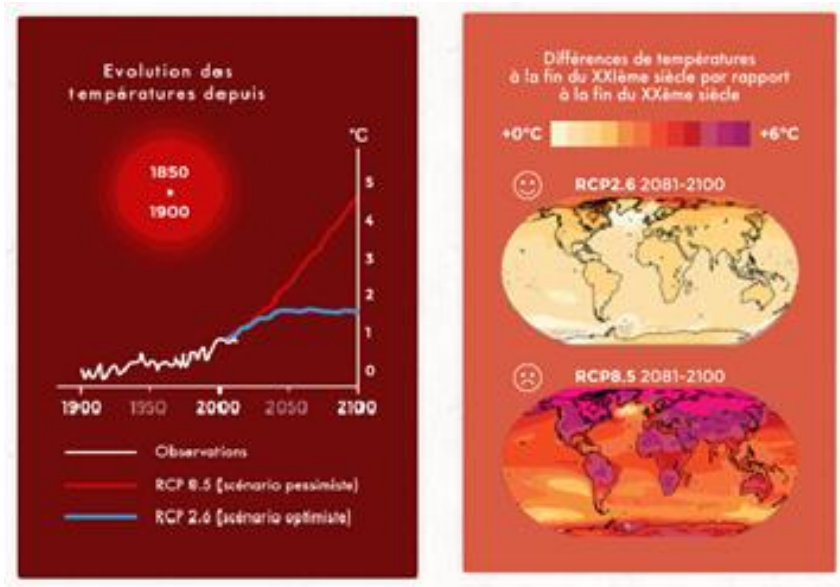 Evolution des
températures depuis
1850
1900
°C
5
4
3
2
1
0
1900 1950 2000 2050 2100
Observations
RCP 8.5 (scénario pessimiste)
RCP 2.6 (scénario optimiste)
Différences de températures
à la fin du XXIème siècle par rapport
à la fin du XXème siècle
+0°C +6°C
RCP2.6 2081-2100
RCP8.5 2081-2100